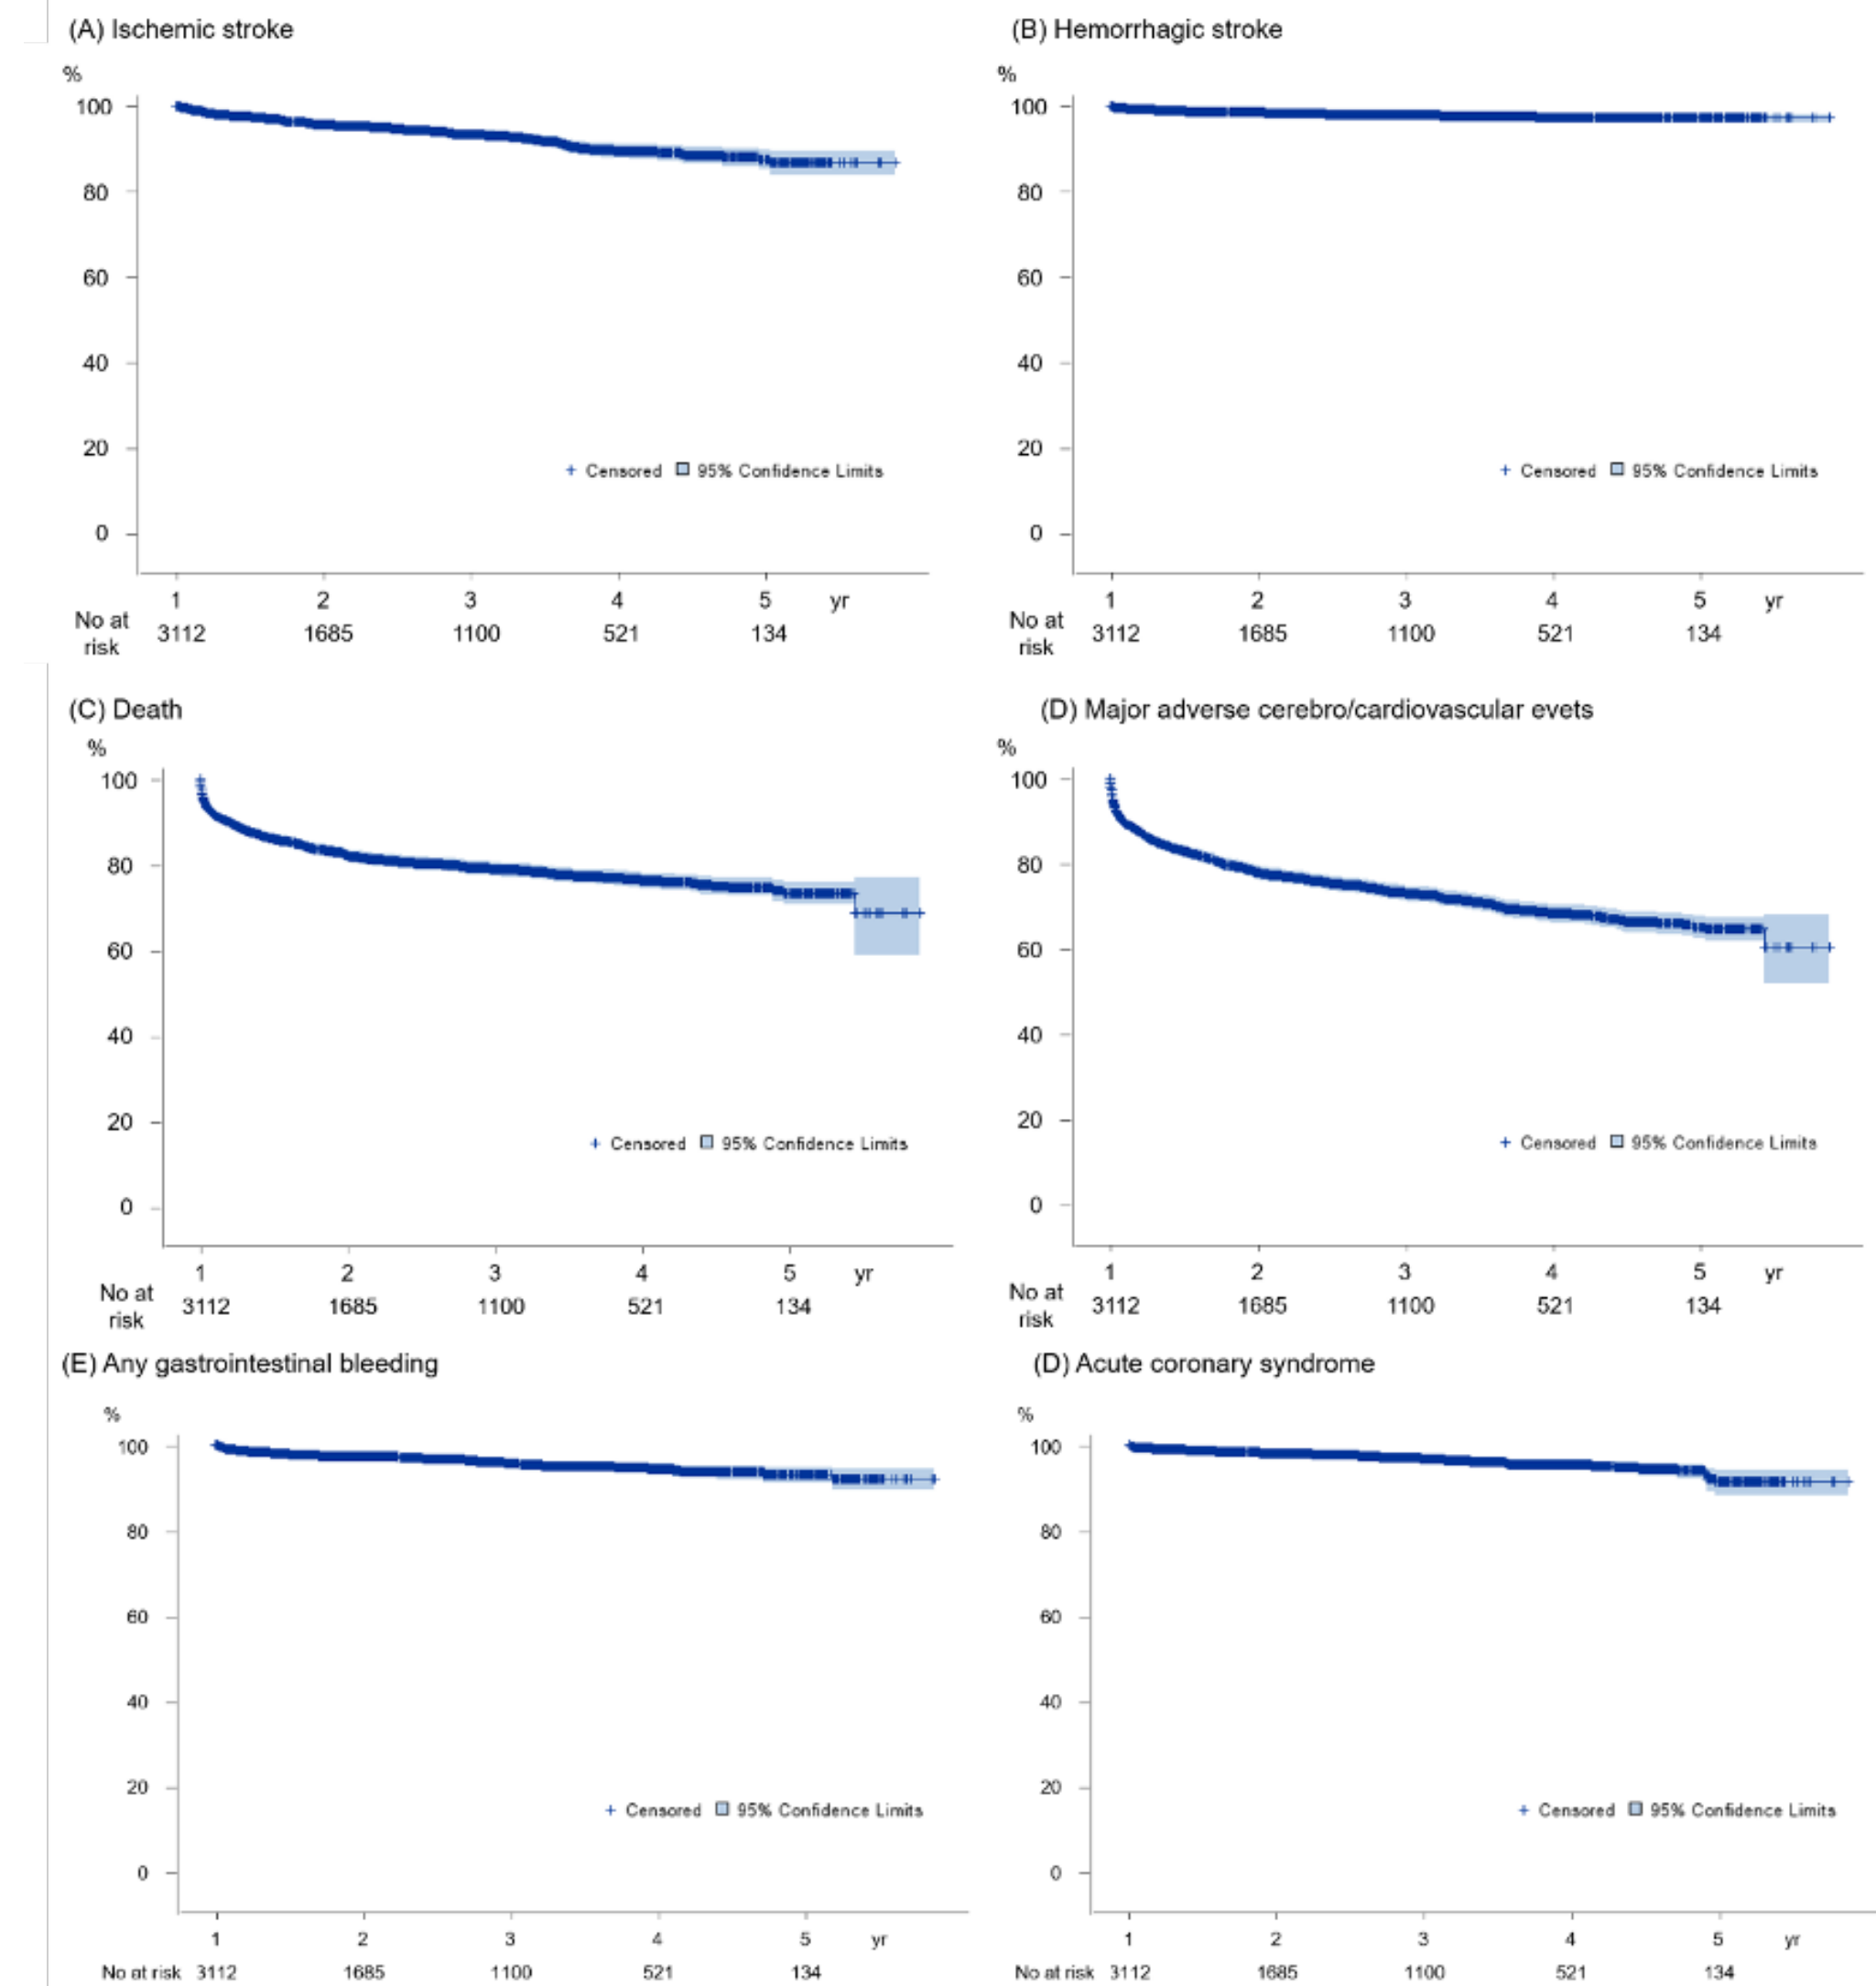 (A) Ischemic stroke
%
100
80
60
40
20
0
+ Censored 95% Confidence Limits
1 2 3 4 5 yr
No at risk 3112 1685 1100 521 134
(B) Hemorrhagic stroke
%
100
80
60
40
20
0
+ Censored 95% Confidence Limits
1 2 3 4 5 yr
No at risk 3112 1685 1100 521 134
(C) Death
%
100
80
60
40
20
0
+ Censored 95% Confidence Limits
1 2 3 4 5 yr
No at risk 3112 1685 1100 521 134
(D) Major adverse cerebro/cardiovascular evets
%
100
80
60
40
20
0
+ Censored 95% Confidence Limits
1 2 3 4 5 yr
No at risk 3112 1685 1100 521 134
(E) Any gastrointestinal bleeding
%
100
80
60
40
20
0
+ Censored 95% Confidence Limits
1 2 3 4 5 yr
No at risk 3112 1685 1100 521 134
(D) Acute coronary syndrome
%
100
80
60
40
20
0
+ Censored 95% Confidence Limits
1 2 3 4 5 yr
No at risk 3112 1685 1100 521 134